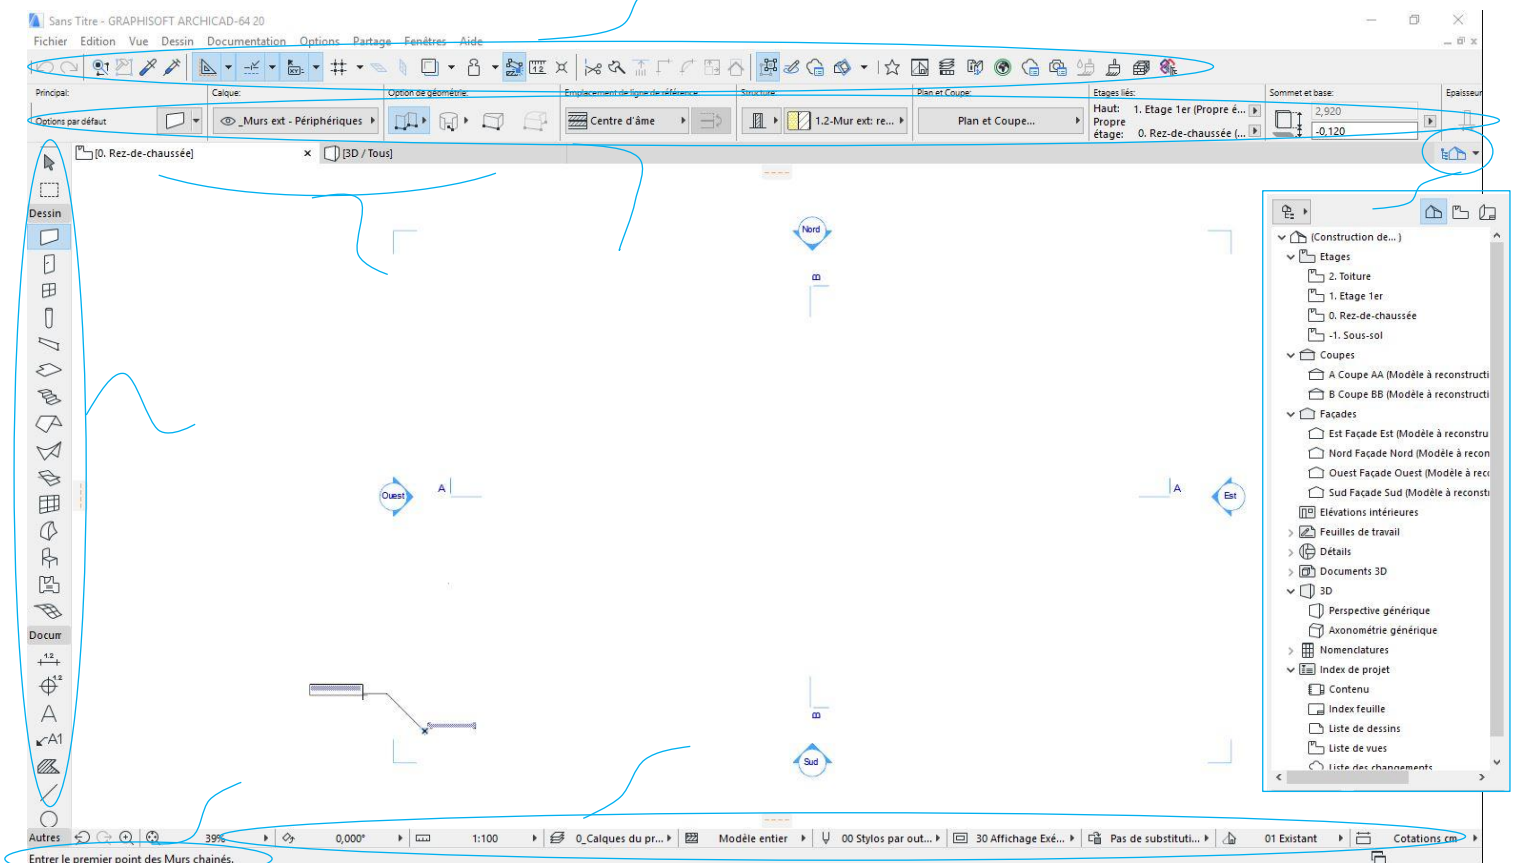 Sans Titre - GRAPHISOFT ARCHICAD-64 20
Fichier Edition Vue Dessin Documentation Options Partage Fenêtres Aide
Principal: Calque: Option de géométrie: Emplacement de ligne de référence: Structure: Plan et Coupe: Etages liés: Sommet et base: Epaisseur
Options par défaut _Murs ext - Périphériques Centre d'âme 1.2-Mur ext: re... Plan et Coupe...
Haut: 1. Etage 1er (Propre é... 2,920
Propre
étage: 0. Rez-de-chaussée (... -0,120
[0. Rez-de-chaussée] × [3D / Tous]
Dessin
Nord
B
Ouest A A Est
B
Sud
(Construction de... )
Etages
2. Toiture
1. Etage 1er
0. Rez-de-chaussée
-1. Sous-sol
Coupes
A Coupe AA (Modèle à reconstructi
B Coupe BB (Modèle à reconstructi
Façades
Est Façade Est (Modèle à reconstru
Nord Façade Nord (Modèle à recon
Ouest Façade Ouest (Modèle à rec
Sud Façade Sud (Modèle à reconst
Elévations intérieures
Feuilles de travail
Détails
Documents 3D
3D
Perspective générique
Axonométrie générique
Nomenclatures
Index de projet
Contenu
Index feuille
Liste de dessins
Liste de vues
Liste des changements
Docum
1.2
1.2
A
A1
Autres 39% 0,000° 1:100 0_Calques du pr... Modèle entier 00 Stylos par out... 30 Affichage Exé... Pas de substituti... 01 Existant Cotations cm
Entrer le premier point des Murs chainés.